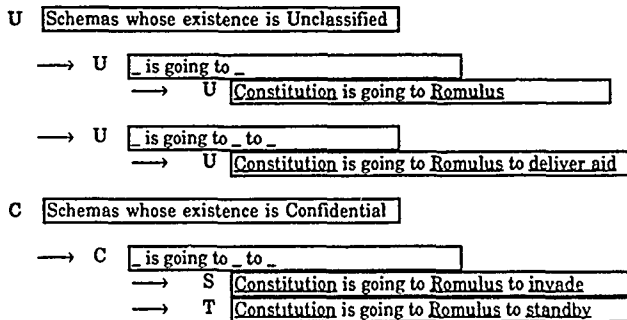 U Schemas whose existence is Unclassified
→ U _ is going to _
→ U Constitution is going to Romulus
→ U _ is going to _ to _
→ U Constitution is going to Romulus to deliver aid
C Schemas whose existence is Confidential
→ C _ is going to _ to _
→ S Constitution is going to Romulus to invade
→ T Constitution is going to Romulus to standby